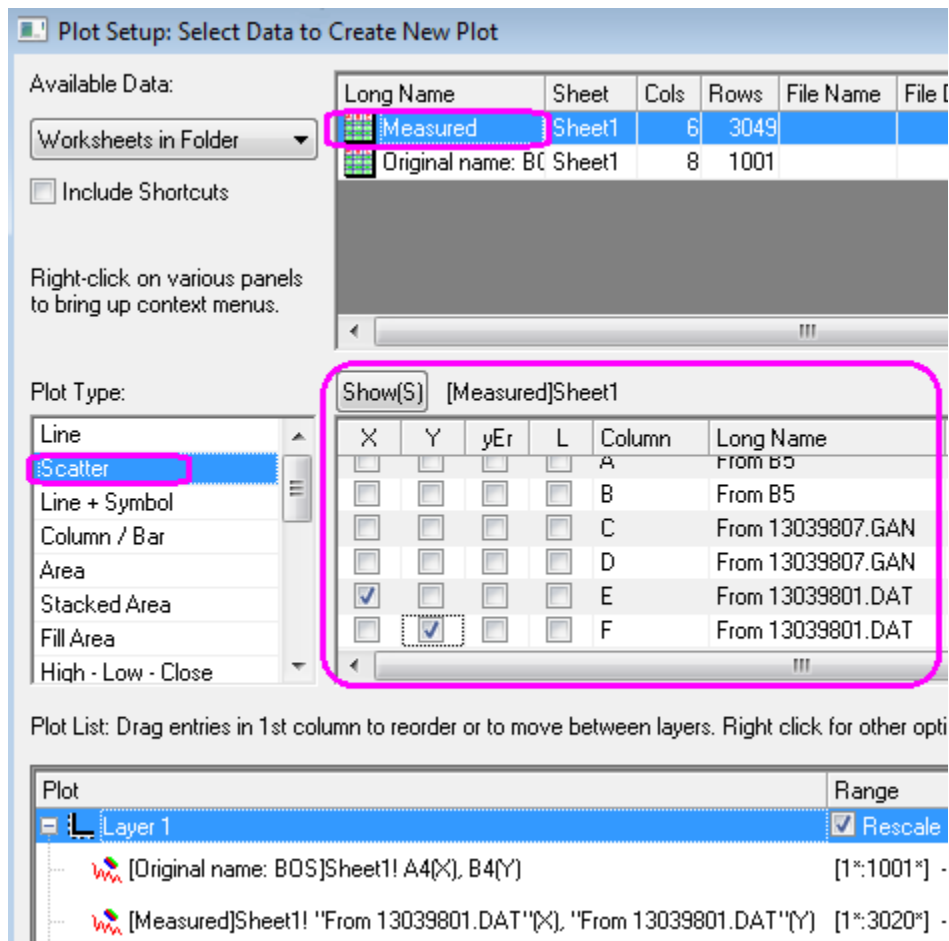 Plot Setup: Select Data to Create New Plot
Available Data:
Worksheets in Folder
Include Shortcuts
Right-click on various panels
to bring up context menus.
Long Name Sheet Cols Rows File Name File
Measured Sheet1 6 3049
Original name: Sheet1 8 1001
Plot Type:
Line
Scatter
Line + Symbol
Column / Bar
Area
Stacked Area
Fill Area
High - Low - Close
Show(S) [Measured]Sheet1
X Y yEr L Column Long Name
A From B5
B From B5
C From 13039807.GAN
D From 13039807.GAN
E From 13039801.DAT
F From 13039801.DAT
Plot List: Drag entries in 1st column to reorder or to move between layers. Right click for other
Plot Range
Layer 1 Rescale
[Original name: BOS]Sheet1! A4(X), B4(Y) [1*:1001*] -
[Measured]Sheet1! "From 13039801.DAT"(X), "From 13039801.DAT"(Y) [1*:3020*] -